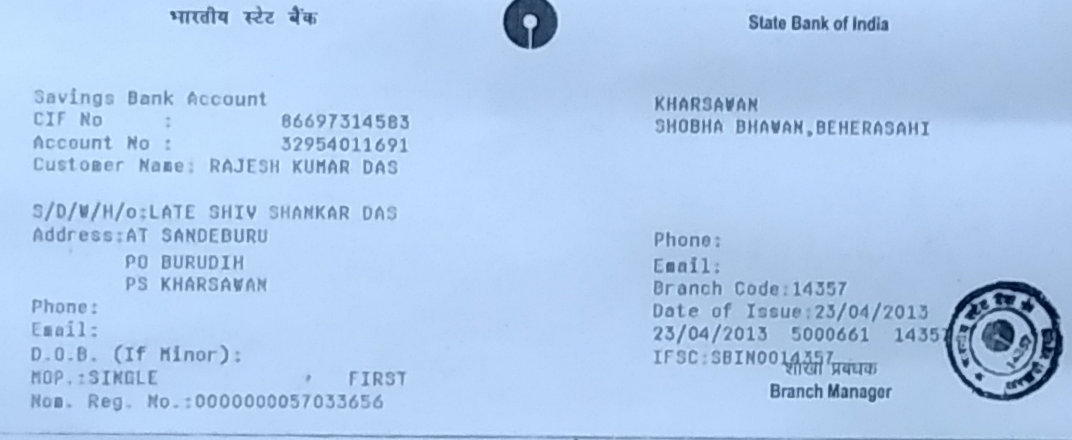 भारतीय स्टेट बैंक
State Bank of India
Savings Bank Account
CIF No : 86697314583
Account No : 32954011691
Customer Name: RAJESH KUMAR DAS
S/D/W/H/o:LATE SHIV SHANKAR DAS
Address:AT SANDEBURU
PO BURUDIH
PS KHARSAWAN
Phone:
Email:
D.O.B. (If Minor):
MOP.:SINGLE , FIRST
Nom. Reg. No.:0000000057033656
KHARSAWAN
SHOBHA BHAWAN,BEHERASAHI
Phone:
Email:
Branch Code:14357
Date of Issue:23/04/2013
23/04/2013 5000661 14357
IFSC:SBIN0014357
शाखा प्रबंधक
Branch Manager
भारतीय स्टेट बैंक
14357